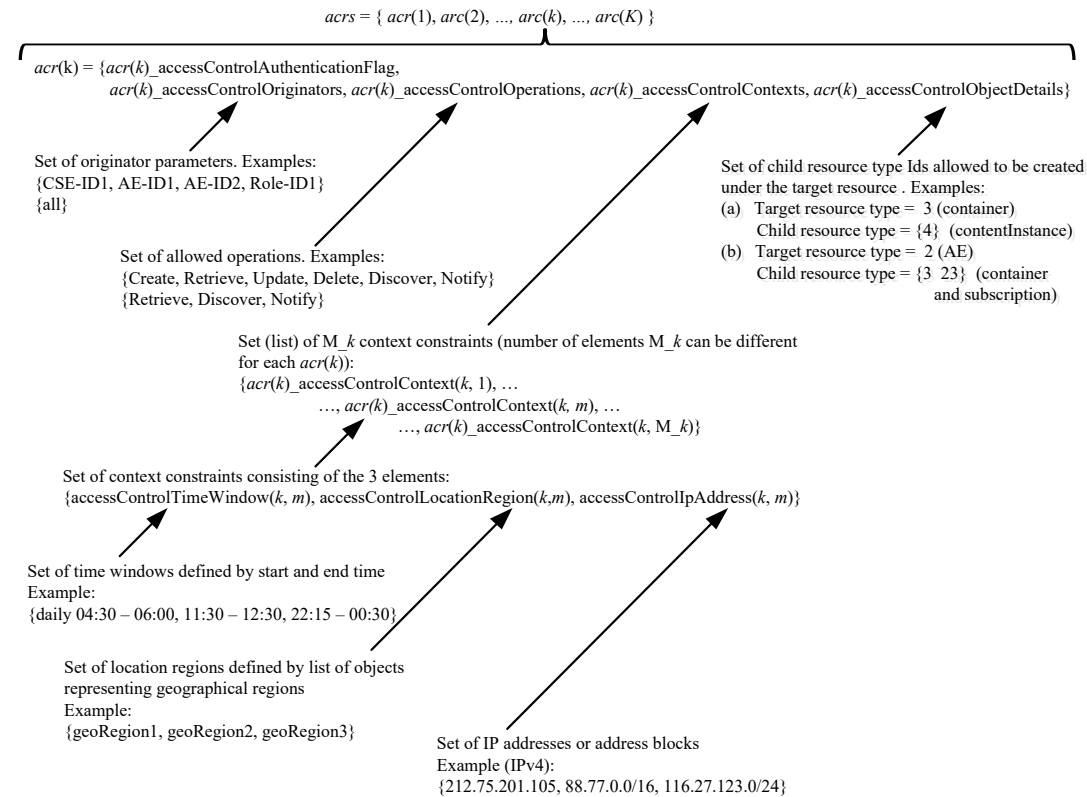 acrs = { acr(1), arc(2), ..., arc(k), ..., arc(K) }
acr(k) = {acr(k)_accessControlAuthenticationFlag,
acr(k)_accessControlOriginators, acr(k)_accessControlOperations, acr(k)_accessControlContexts, acr(k)_accessControlObjectDetails}
Set of originator parameters. Examples:
{CSE-ID1, AE-ID1, AE-ID2, Role-ID1}
{all}
Set of child resource type Ids allowed to be created
under the target resource . Examples:
(a) Target resource type = 3 (container)
Child resource type = {4} (contentInstance)
(b) Target resource type = 2 (AE)
Child resource type = {3 23} (container
and subscription)
Set of allowed operations. Examples:
{Create, Retrieve, Update, Delete, Discover, Notify}
{Retrieve, Discover, Notify}
Set (list) of M_k context constraints (number of elements M_k can be different
for each acr(k)):
{acr(k)_accessControlContext(k, 1), …
…, acr(k)_accessControlContext(k, m), …
…, acr(k)_accessControlContext(k, M_k)}
Set of context constraints consisting of the 3 elements:
{accessControlTimeWindow(k, m), accessControlLocationRegion(k,m), accessControlIpAddress(k, m)}
Set of time windows defined by start and end time
Example:
{daily 04:30 – 06:00, 11:30 – 12:30, 22:15 – 00:30}
Set of location regions defined by list of objects
representing geographical regions
Example:
{geoRegion1, geoRegion2, geoRegion3}
Set of IP addresses or address blocks
Example (IPv4):
{212.75.201.105, 88.77.0.0/16, 116.27.123.0/24}